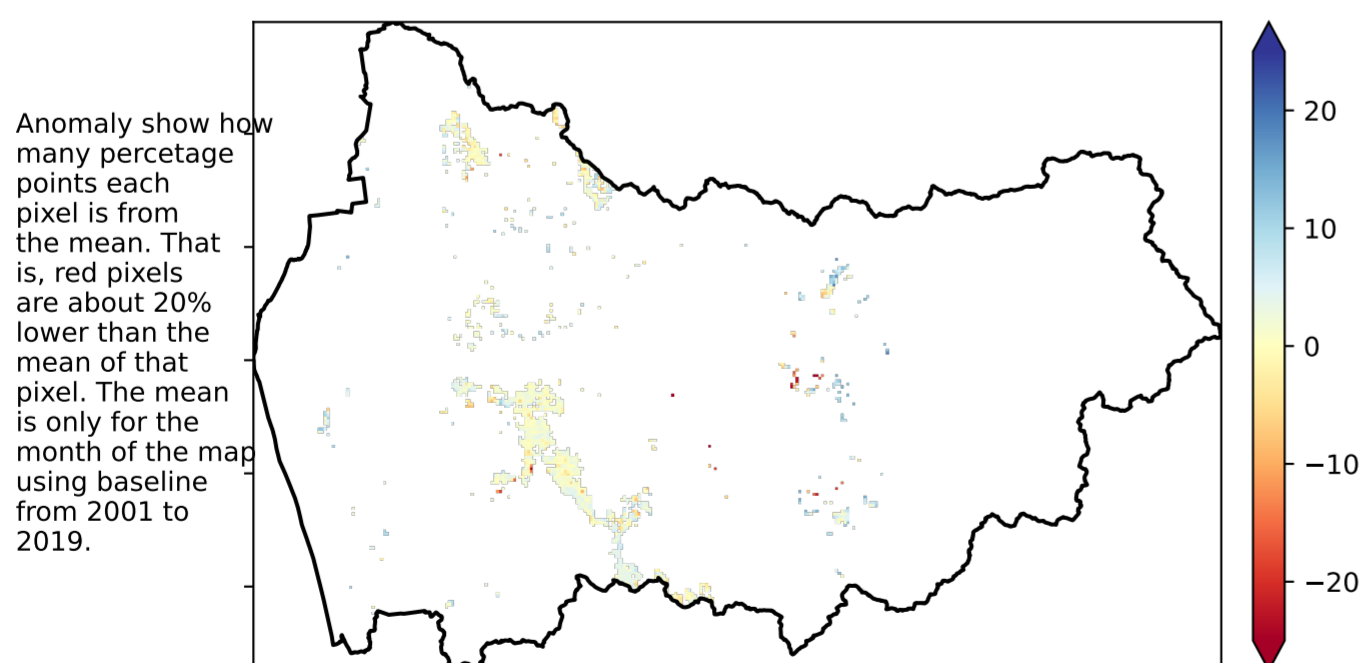 Anomaly show how
many percetage
points each
pixel is from
the mean. That
is, red pixels
are about 20%
lower than the
mean of that
pixel. The mean
is only for the
month of the map
using baseline
from 2001 to
2019.
20
10
0
−10
−20